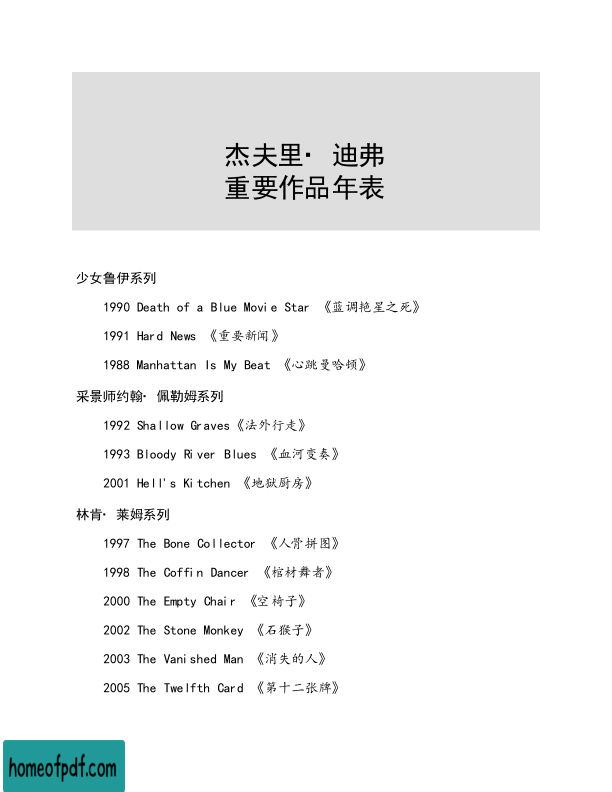 杰夫里· 迪弗
重要作品年表
少女鲁伊系列
1990 Death of a Blue Movie Star 《蓝调艳星之死》
1991 Hard News 《重要新闻》
1988 Manhattan Is My Beat 《心跳曼哈顿》
采景师约翰· 佩勒姆系列
1992 Shallow Graves《法外行走》
1993 Bloody River Blues 《血河变奏》
2001 Hell's Kitchen 《地狱厨房》
林肯· 莱姆系列
1997 The Bone Collector 《人骨拼图》
1998 The Coffin Dancer 《棺材舞者》
2000 The Empty Chair 《空椅子》
2002 The Stone Monkey 《石猴子》
2003 The Vanished Man 《消失的人》
2005 The Twelfth Card 《第十二张牌》
homeofpdf.com